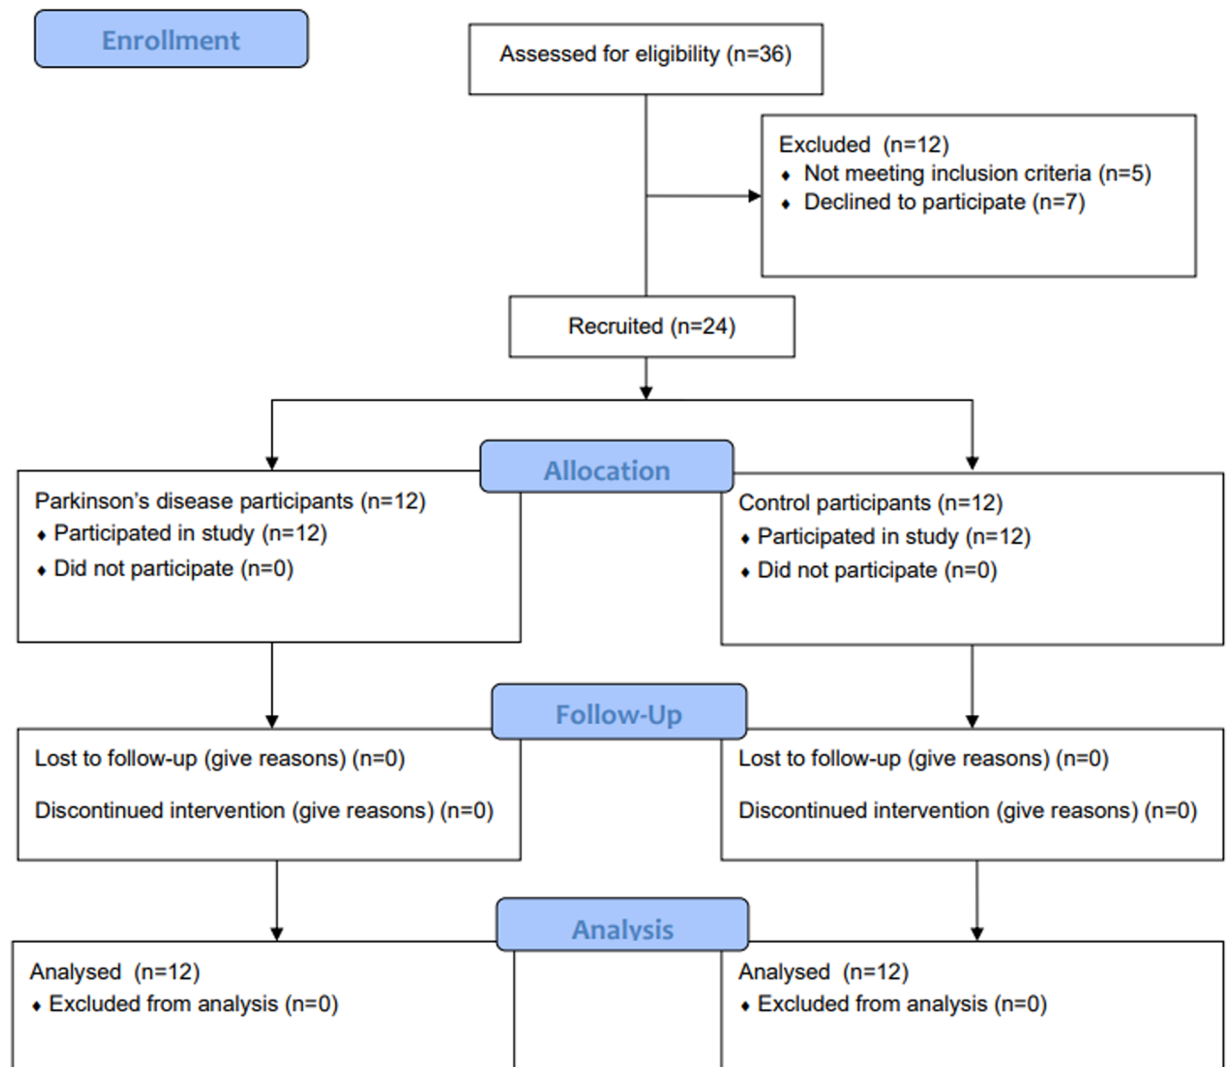 Enrollment
Assessed for eligibility (n=36)
Excluded (n=12)
♦ Not meeting inclusion criteria (n=5)
♦ Declined to participate (n=7)
Recruited (n=24)
Allocation
Parkinson's disease participants (n=12)
♦ Participated in study (n=12)
♦ Did not participate (n=0)
Control participants (n=12)
♦ Participated in study (n=12)
♦ Did not participate (n=0)
Follow-Up
Lost to follow-up (give reasons) (n=0)
Discontinued intervention (give reasons) (n=0)
Lost to follow-up (give reasons) (n=0)
Discontinued intervention (give reasons) (n=0)
Analysis
Analysed (n=12)
♦ Excluded from analysis (n=0)
Analysed (n=12)
♦ Excluded from analysis (n=0)